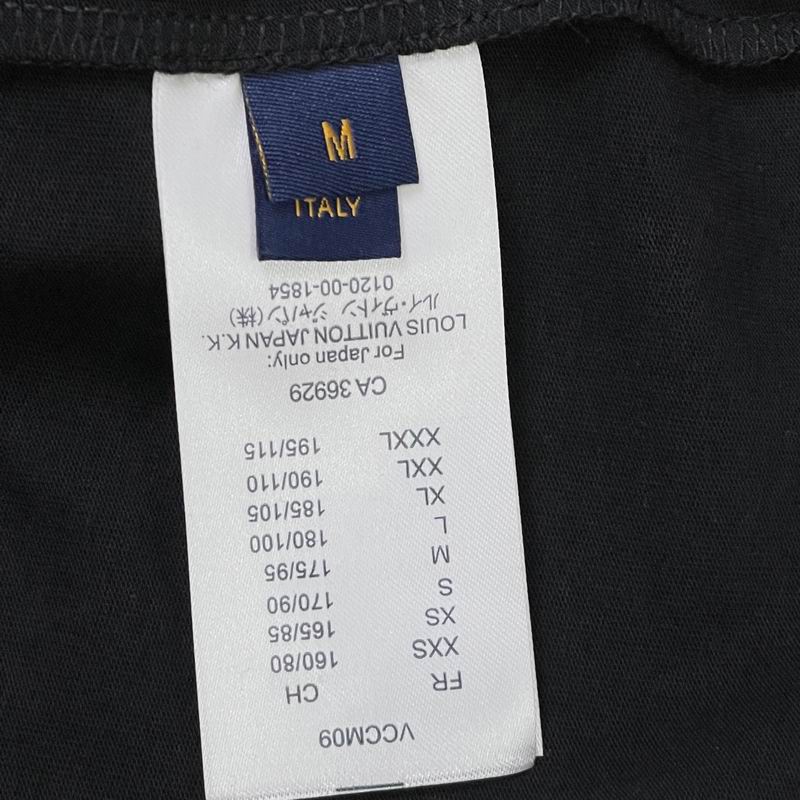 M
ITALY
VCCM09
FR CH
XXS 160/80
XS 165/85
S 170/90
M 175/95
L 180/100
XL 185/105
XXL 190/110
XXXL 195/115
CA 36929
For Japan only:
LOUIS VUITTON JAPAN K.K.
ルイ・ヴィトン ジャパン(株)
0120-00-1854